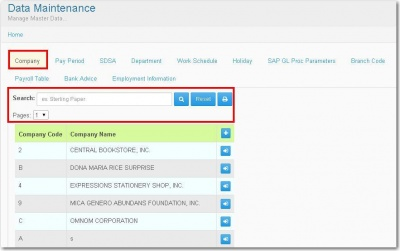 Data Maintenance
Manage Master Data...
Home
Company Pay Period SDGA Department Work Schedule Holiday SAP GL Proc Parameters Branch Code
Payroll Table Bank Advice Employment Information
Search: ex: Sterling Paper Reset
Pages: 1
Company Code Company Name
2 CENTRAL BOOKSTORE, INC.
B DONA MARIA RICE SURPRISE
4 EXPRESSIONS STATIONERY SHOP, INC.
9 MICA GENERO ABUNDANS FOUNDATION, INC.
C OMNOM CORPORATION
A s